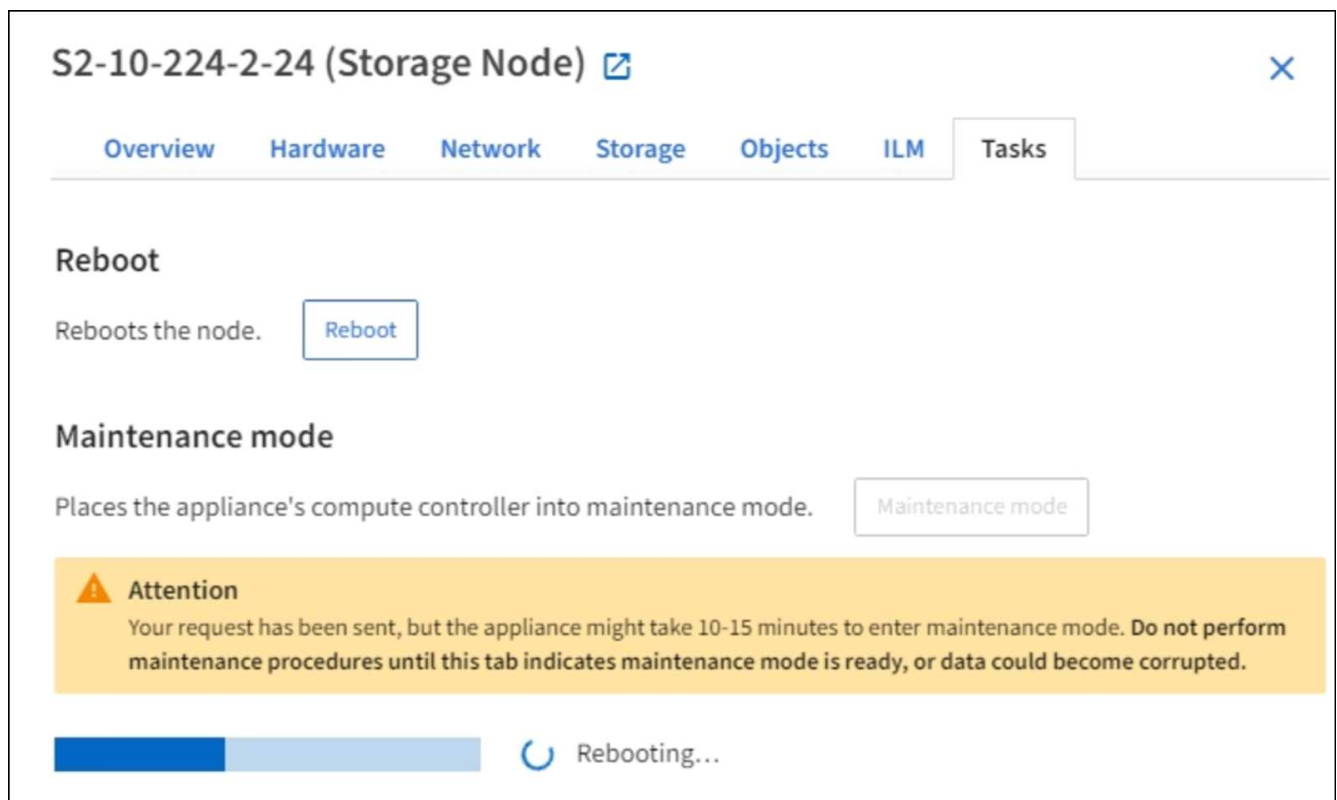 S2-10-224-2-24 (Storage Node)
Overview Hardware Network Storage Objects ILM Tasks
Reboot
Reboots the node. Reboot
Maintenance mode
Places the appliance's compute controller into maintenance mode. Maintenance mode
Attention
Your request has been sent, but the appliance might take 10-15 minutes to enter maintenance mode. Do not perform
maintenance procedures until this tab indicates maintenance mode is ready, or data could become corrupted.
Rebooting...